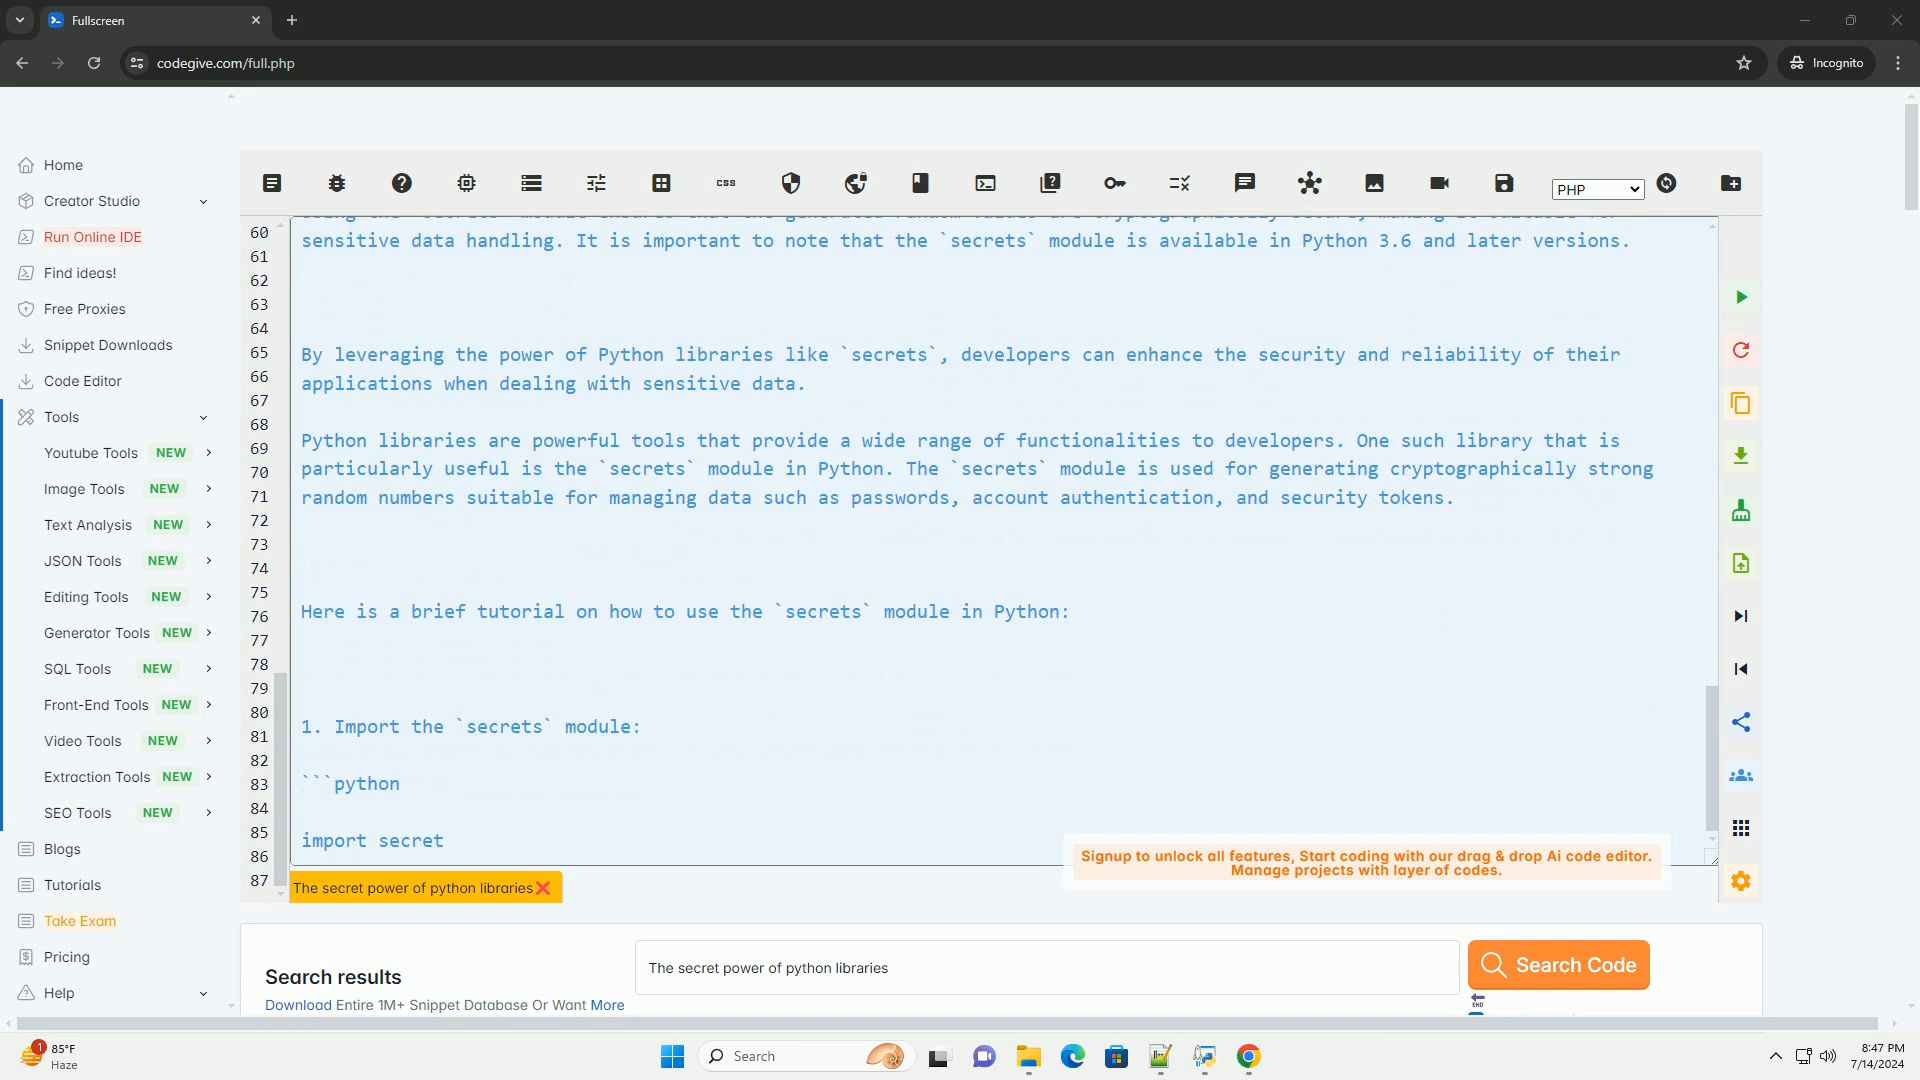 Fullscreen
codegive.com/full.php
Incognito
Home
Creator Studio
Run Online IDE
Find ideas!
Free Proxies
Snippet Downloads
Code Editor
Tools
Youtube Tools NEW
Image Tools NEW
Text Analysis NEW
JSON Tools NEW
Editing Tools NEW
Generator Tools NEW
SQL Tools NEW
Front-End Tools NEW
Video Tools NEW
Extraction Tools NEW
SEO Tools NEW
Blogs
Tutorials
Take Exam
Pricing
Help
css
PHP
60
61
62
63
64
65
66
67
68
69
70
71
72
73
74
75
76
77
78
79
80
81
82
83
84
85
86
87
sensitive data handling. It is important to note that the `secrets` module is available in Python 3.6 and later versions.
By leveraging the power of Python libraries like `secrets`, developers can enhance the security and reliability of their
applications when dealing with sensitive data.
Python libraries are powerful tools that provide a wide range of functionalities to developers. One such library that is
particularly useful is the `secrets` module in Python. The `secrets` module is used for generating cryptographically strong
random numbers suitable for managing data such as passwords, account authentication, and security tokens.
Here is a brief tutorial on how to use the `secrets` module in Python:
1. Import the `secrets` module:
```python
import secret
Signup to unlock all features, Start coding with our drag & drop Ai code editor.
Manage projects with layer of codes.
The secret power of python libraries
Search results
Download Entire 1M+ Snippet Database Or Want More
The secret power of python libraries
Search Code
END
1
85°F
Haze
Search
8:47 PM
7/14/2024